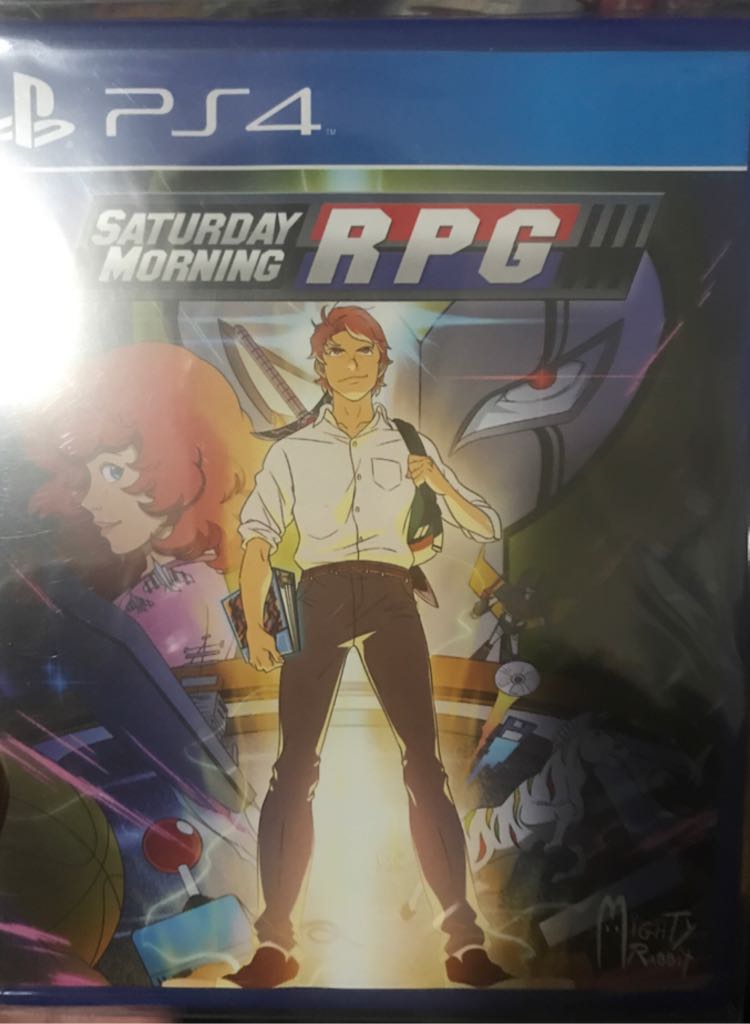 PS4
SATURDAY
MORNING
RPG
MIGHTY
RABBIT